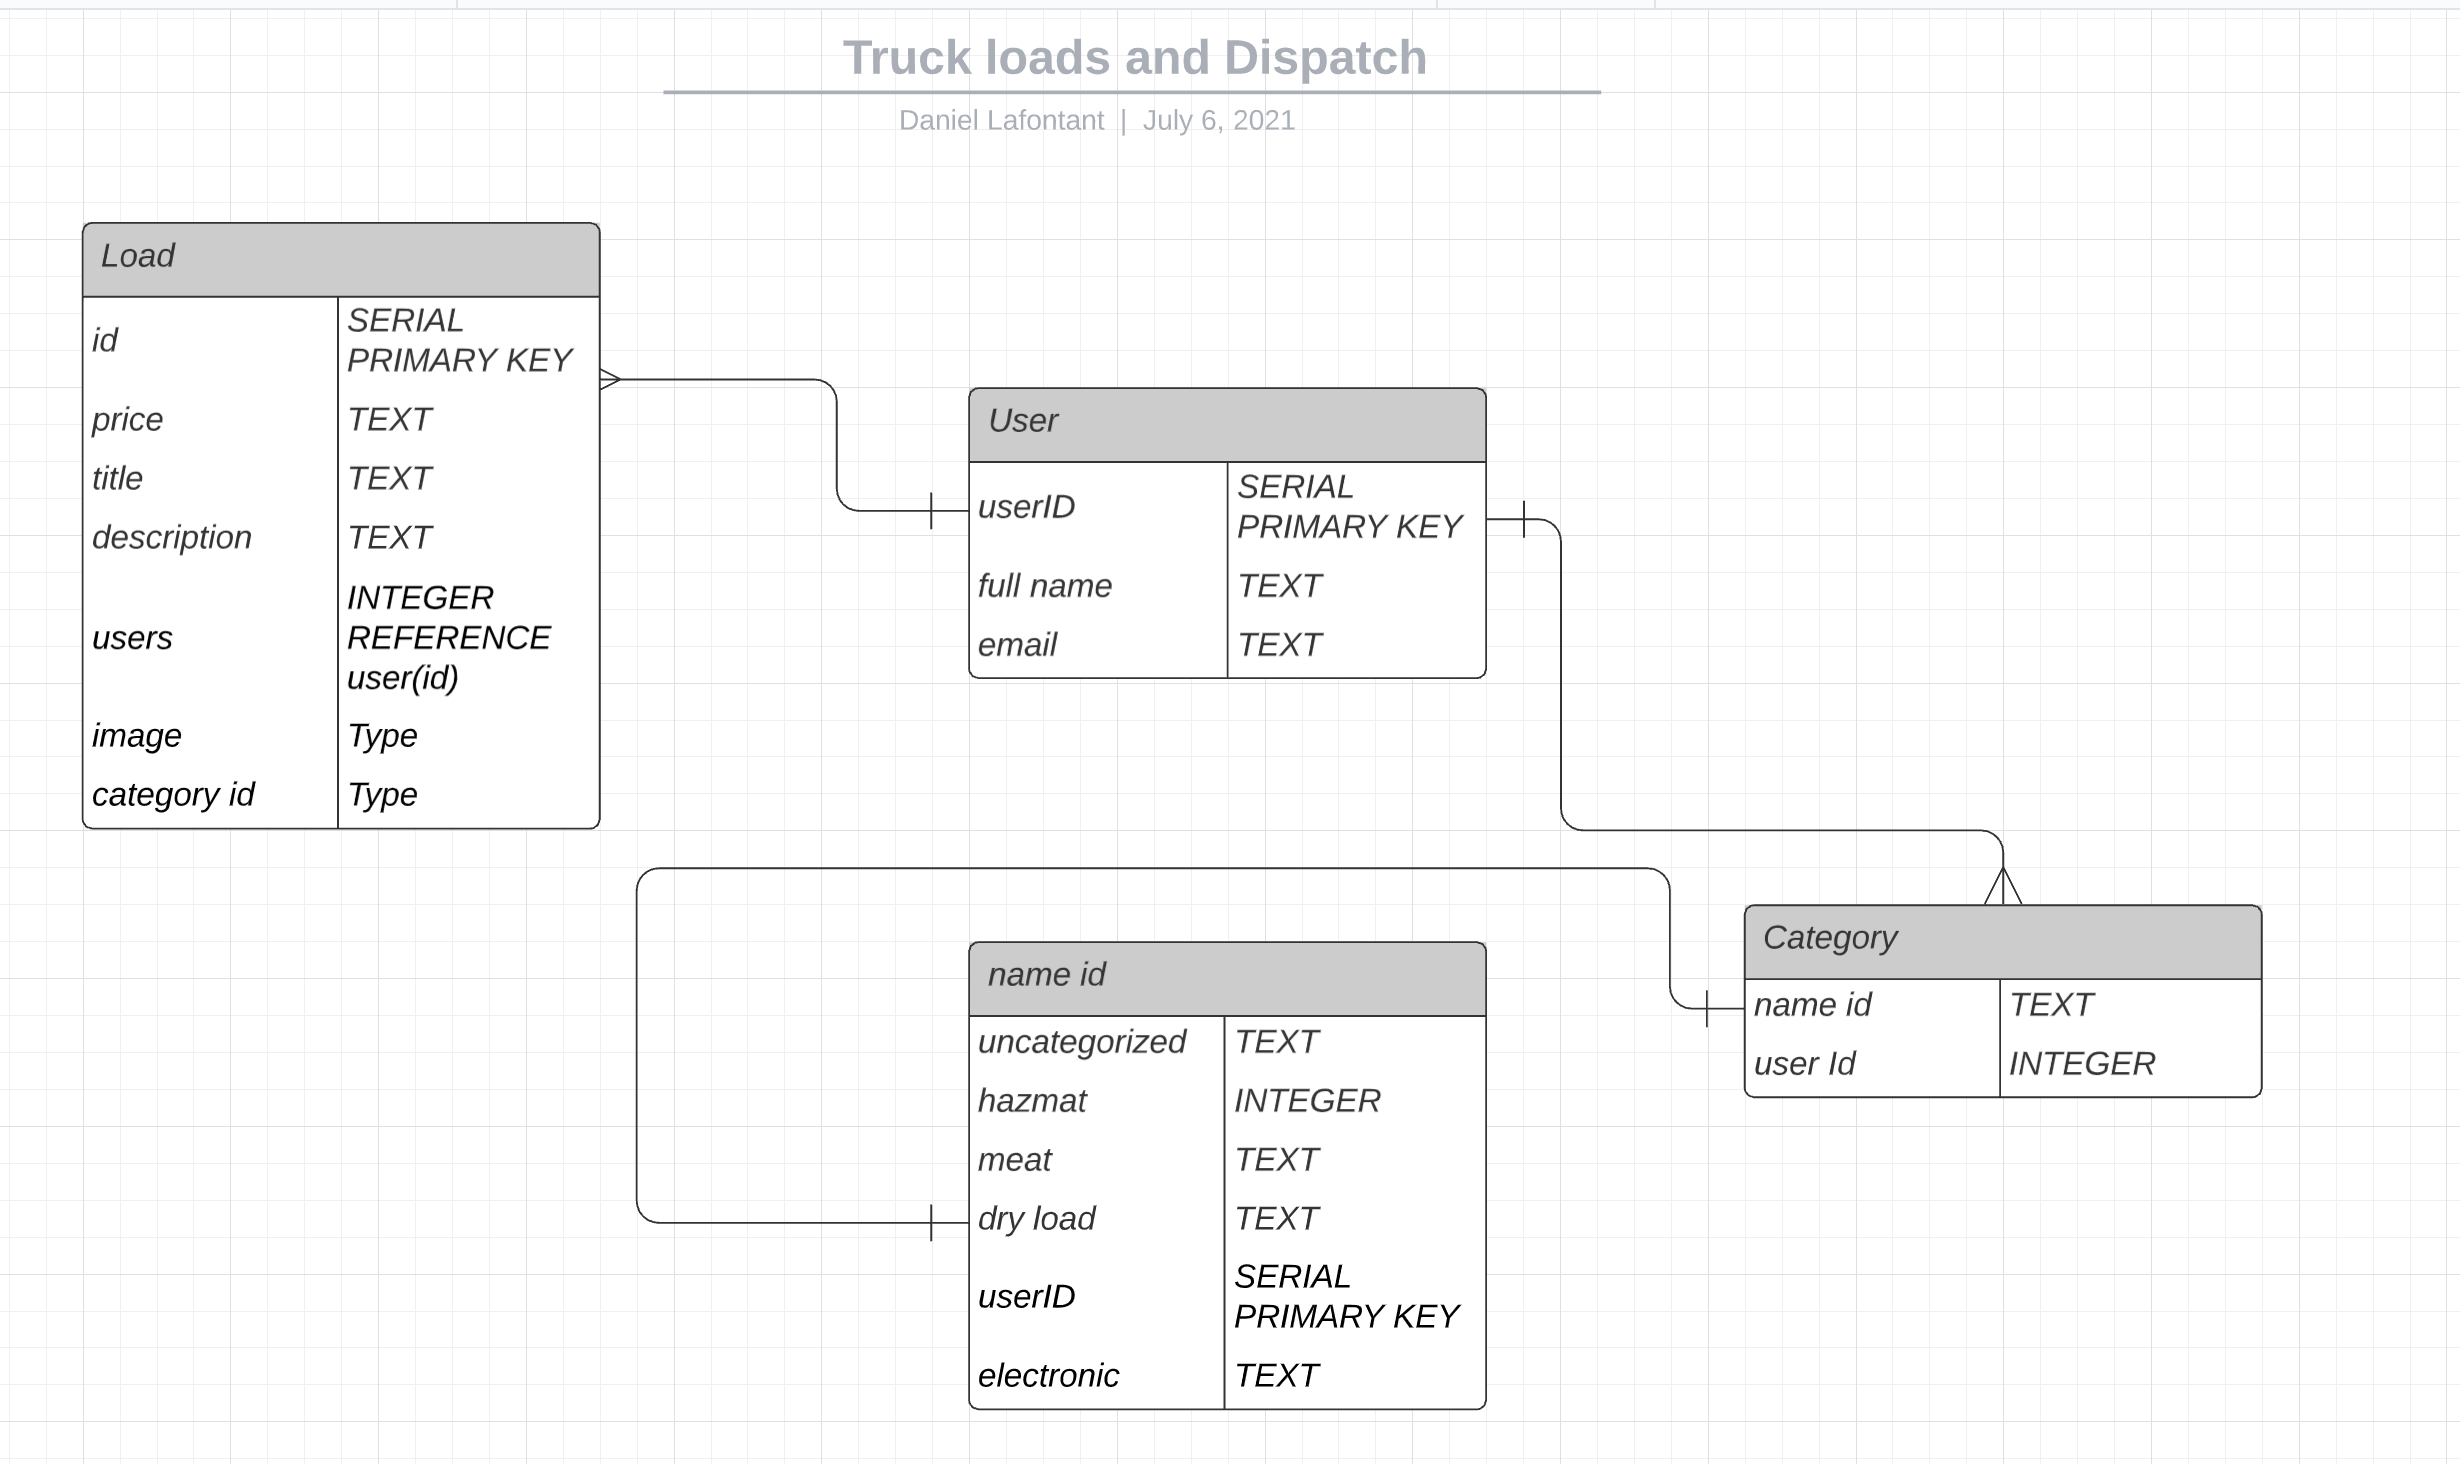 Truck loads and Dispatch
Daniel Lafontant | July 6, 2021
Load
id
SERIAL
PRIMARY KEY
price TEXT
title TEXT
description TEXT
users
INTEGER
REFERENCE
user(id)
image Type
category id Type
User
userID
SERIAL
PRIMARY KEY
full name TEXT
email TEXT
name id
uncategorized TEXT
hazmat INTEGER
meat TEXT
dry load TEXT
userID
SERIAL
PRIMARY KEY
electronic TEXT
Category
name id TEXT
user Id INTEGER